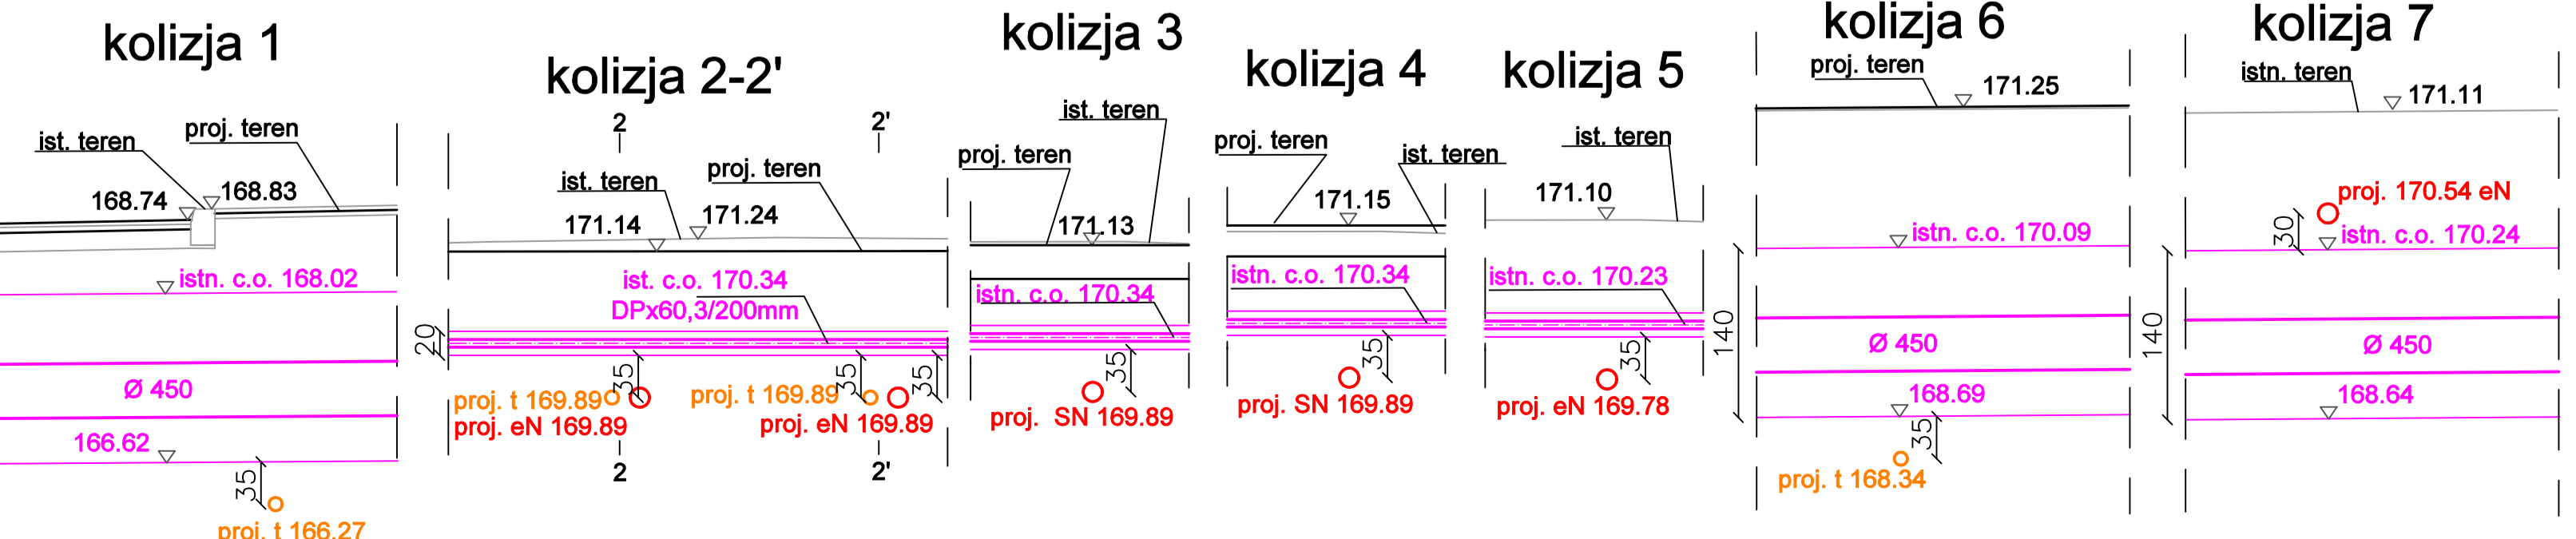 kolizja 1
ist. teren
proj. teren
168.74
168.83
istn. c.o. 168.02
Ø 450
166.62
35
proj. t 166.27
kolizja 2-2'
2
2'
ist. teren
proj. teren
171.14
171.24
ist. c.o. 170.34
DPx60,3/200mm
20
35
35
35
proj. t 169.89
proj. t 169.89
proj. eN 169.89
proj. eN 169.89
2
2'
kolizja 3
ist. teren
proj. teren
171.13
istn. c.o. 170.34
35
proj. SN 169.89
kolizja 4
proj. teren
ist. teren
171.15
istn. c.o. 170.34
35
proj. SN 169.89
kolizja 5
ist. teren
171.10
istn. c.o. 170.23
35
proj. eN 169.78
kolizja 6
proj. teren
171.25
istn. c.o. 170.09
140
Ø 450
168.69
35
proj. t 168.34
kolizja 7
istn. teren
171.11
proj. 170.54 eN
30
istn. c.o. 170.24
140
Ø 450
168.64